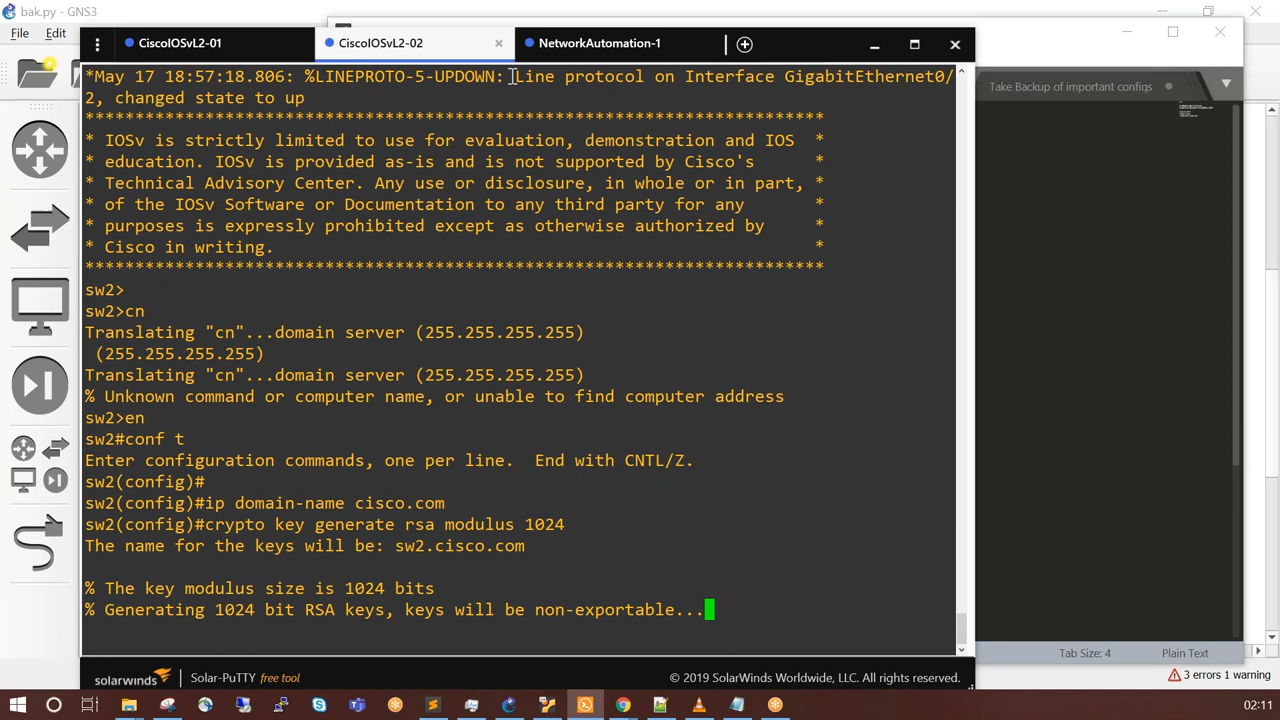 bak.py - GNS3
File Edit
CiscoIOSvL2-01
CiscoIOSvL2-02
NetworkAutomation-1
*May 17 18:57:18.806: %LINEPROTO-5-UPDOWN: Line protocol on Interface GigabitEthernet0/
2, changed state to up
**************************************************************************
* IOSv is strictly limited to use for evaluation, demonstration and IOS  *
* education. IOSv is provided as-is and is not supported by Cisco's      *
* Technical Advisory Center. Any use or disclosure, in whole or in part, *
* of the IOSv Software or Documentation to any third party for any       *
* purposes is expressly prohibited except as otherwise authorized by     *
* Cisco in writing.                                                      *
**************************************************************************
sw2>
sw2>cn
Translating "cn"...domain server (255.255.255.255)
 (255.255.255.255)
Translating "cn"...domain server (255.255.255.255)
% Unknown command or computer name, or unable to find computer address
sw2>en
sw2#conf t
Enter configuration commands, one per line.  End with CNTL/Z.
sw2(config)#
sw2(config)#ip domain-name cisco.com
sw2(config)#crypto key generate rsa modulus 1024
The name for the keys will be: sw2.cisco.com
% The key modulus size is 1024 bits
% Generating 1024 bit RSA keys, keys will be non-exportable...
solarwinds Solar-PuTTY free tool
© 2019 SolarWinds Worldwide, LLC. All rights reserved.
Take Backup of important configs
Tab Size: 4 Plain Text
3 errors 1 warning
02:11